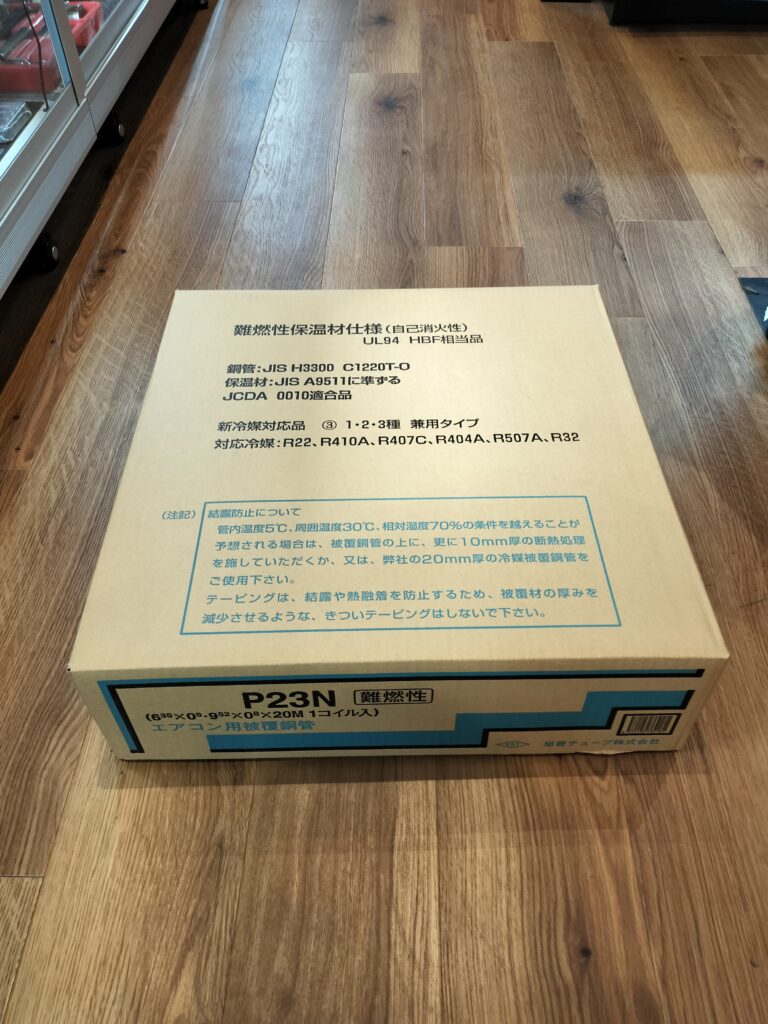 難燃性保温材仕様(自己消火性)
UL94 HBF相当品
銅管:JIS H3300 C1220T-O
保温材:JIS A9511に準ずる
JCDA 0010適合品
新冷媒対応品 ③ 1・2・3種 兼用タイプ
対応冷媒:R22、R410A、R407C、R404A、R507A、R32
(注記) 結露防止について
管内温度5℃、周囲温度30℃、相対湿度70%の条件を越えることが
予想される場合は、被覆銅管の上に、更に10mm厚の断熱処理
を施していただくか、又は、弊社の20mm厚の冷媒被覆銅管を
ご使用下さい。
テーピングは、結露や熱融着を防止するため、被覆材の厚みを
減少させるような、きついテーピングはしないで下さい。
P23N 難燃性
(6³⁵×0⁸・9⁵²×0⁸×20M 1コイル入)
エアコン用被覆銅管
チューブ株式会社